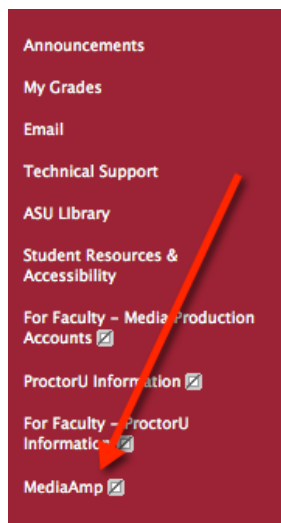 Announcements
My Grades
Email
Technical Support
ASU LIbrary
Student Resources &
Accessibility
For Faculty – Media Production
Accounts
ProctorU Information
For Faculty – ProctorU
Information
MediaAmp